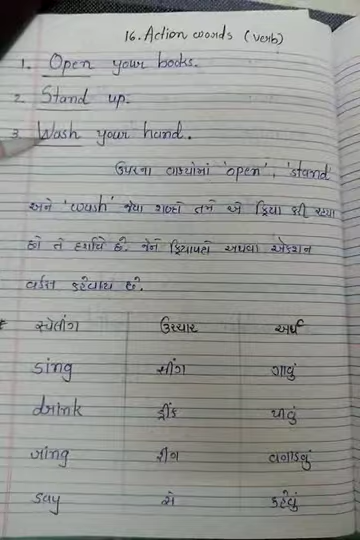 16. Action words (verb)
1. Open your books.
2. Stand up.
3. Wash your hand.
ઉપરના વાક્યોમાં 'open', 'stand
અને 'wash' જેવા શબ્દો તમે જે ક્રિયા કરી રહ્યા
છો તે દર્શાવે છે. જેને ક્રિયાપદો અથવા એક્શન
વર્ડસ કહેવાય છે.
સ્પેલીંગ ઉચ્ચાર અર્થ
sing સીંગ ગાવું
drink ડ્રીંક પીવું
ring રીંગ વગાડવું
say સે કહેવું